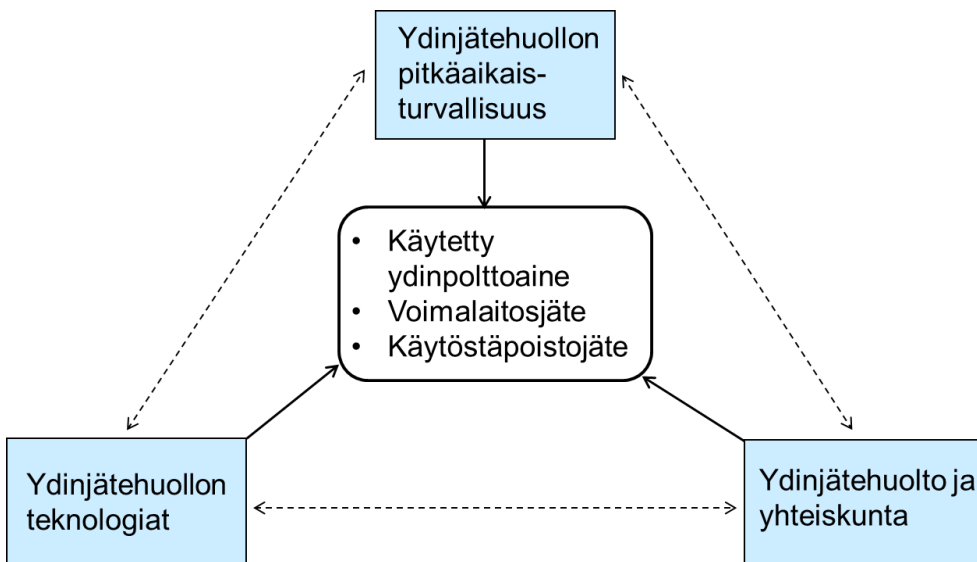 Ydinjätehuollon
pitkäaikais-
turvallisuus
• Käytetty
ydinpolttoaine
• Voimalaitosjäte
• Käytöstäpoistojäte
Ydinjätehuollon
teknologiat
Ydinjätehuolto ja
yhteiskunta